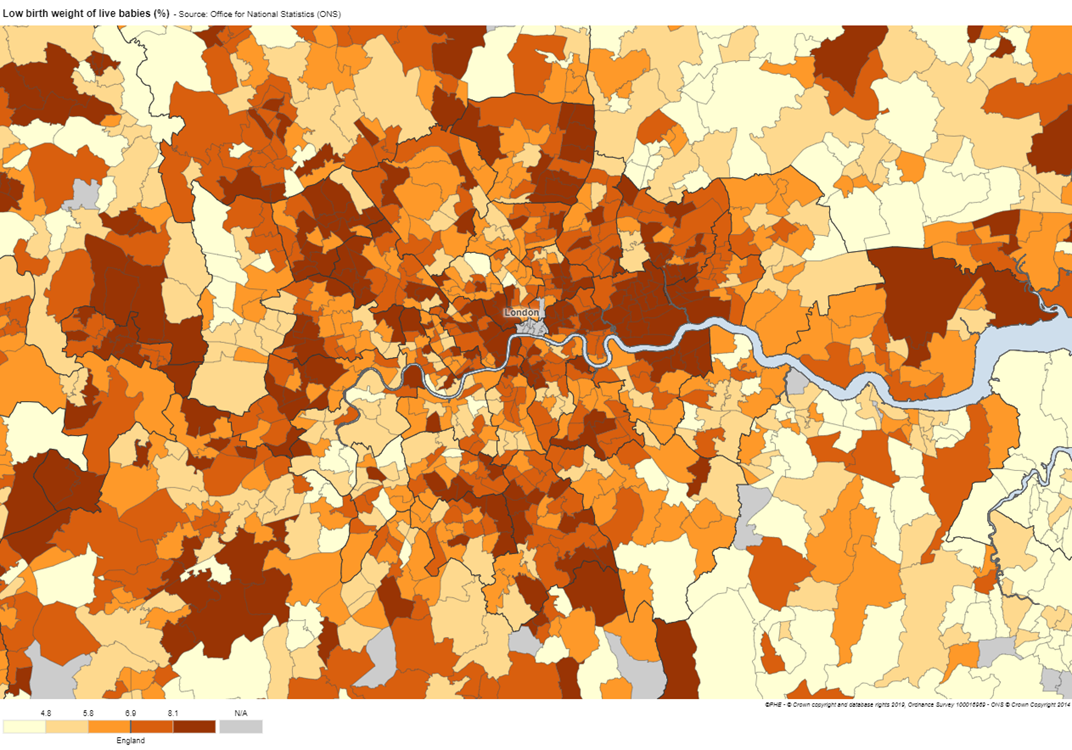 Low birth weight of live babies (%) - Source: Office for National Statistics (ONS)
London
©PHE - © Crown copyright and database rights 2019, Ordnance Survey 100016969 - ONS © Crown Copyright 2014
4.8 5.8 6.9 8.1 N/A
England